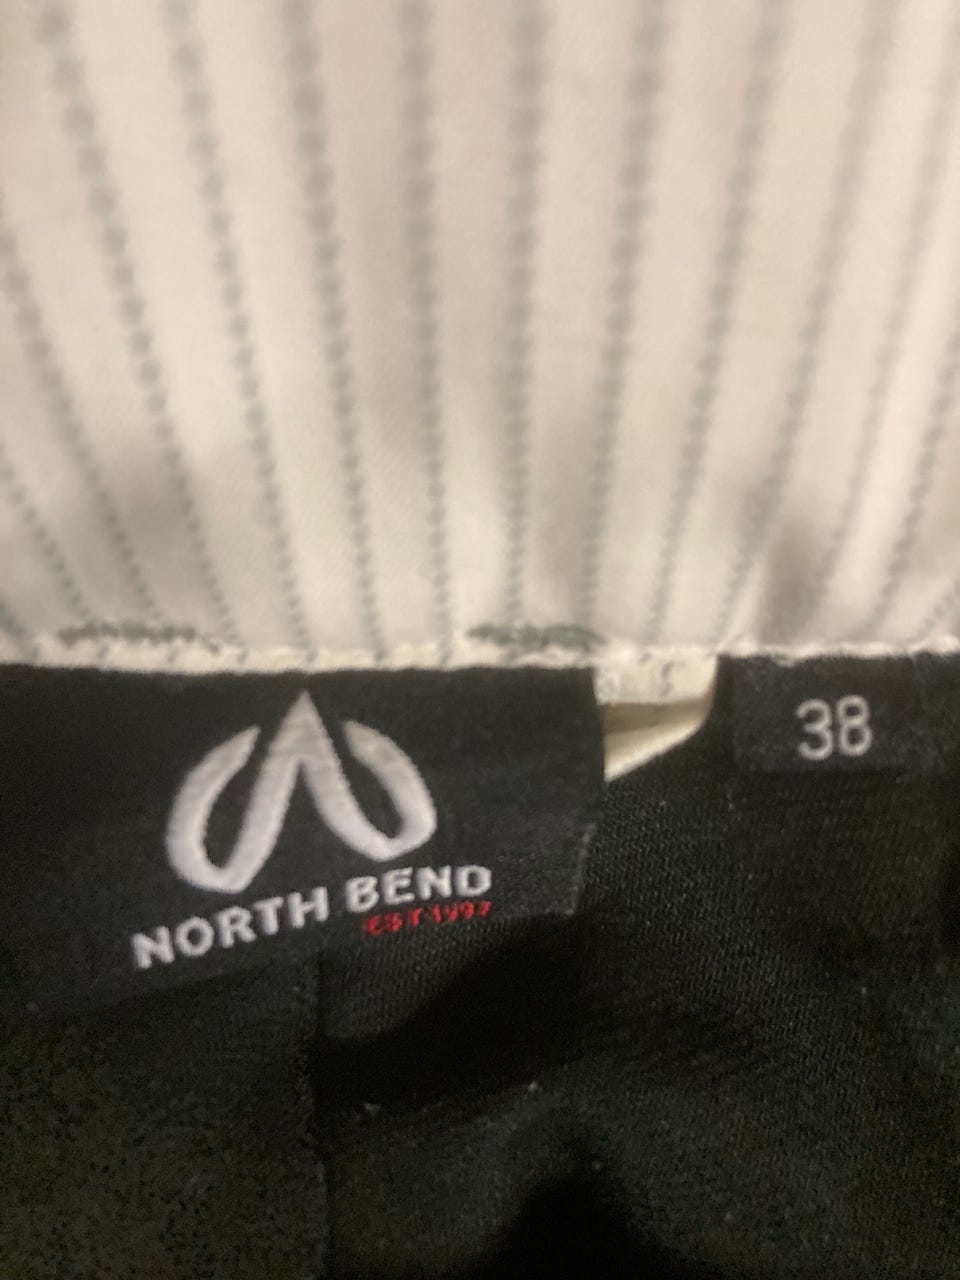 NORTH BEND
EST 1997
38